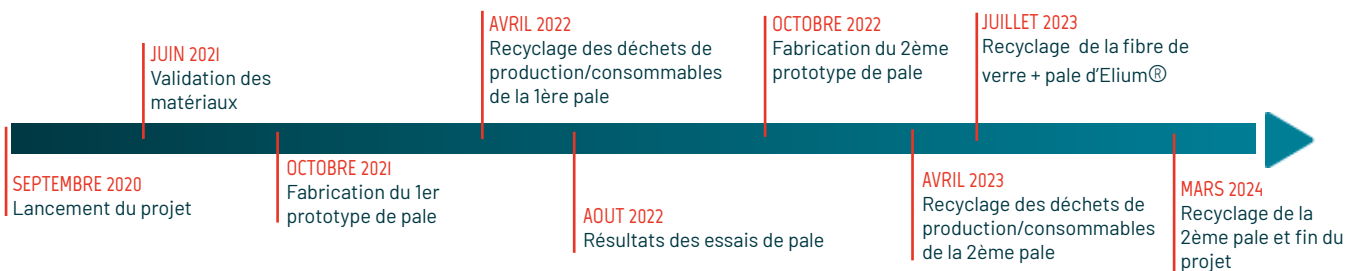 SEPTEMBRE 2020
Lancement du projet
JUIN 2021
Validation des
matériaux
OCTOBRE 2021
Fabrication du 1er
prototype de pale
AVRIL 2022
Recyclage des déchets de
production/consommables
de la 1ère pale
AOUT 2022
Résultats des essais de pale
OCTOBRE 2022
Fabrication du 2ème
prototype de pale
AVRIL 2023
Recyclage des déchets de
production/consommables
de la 2ème pale
JUILLET 2023
Recyclage de la fibre de
verre + pale d'Elium®
MARS 2024
Recyclage de la
2ème pale et fin du
projet